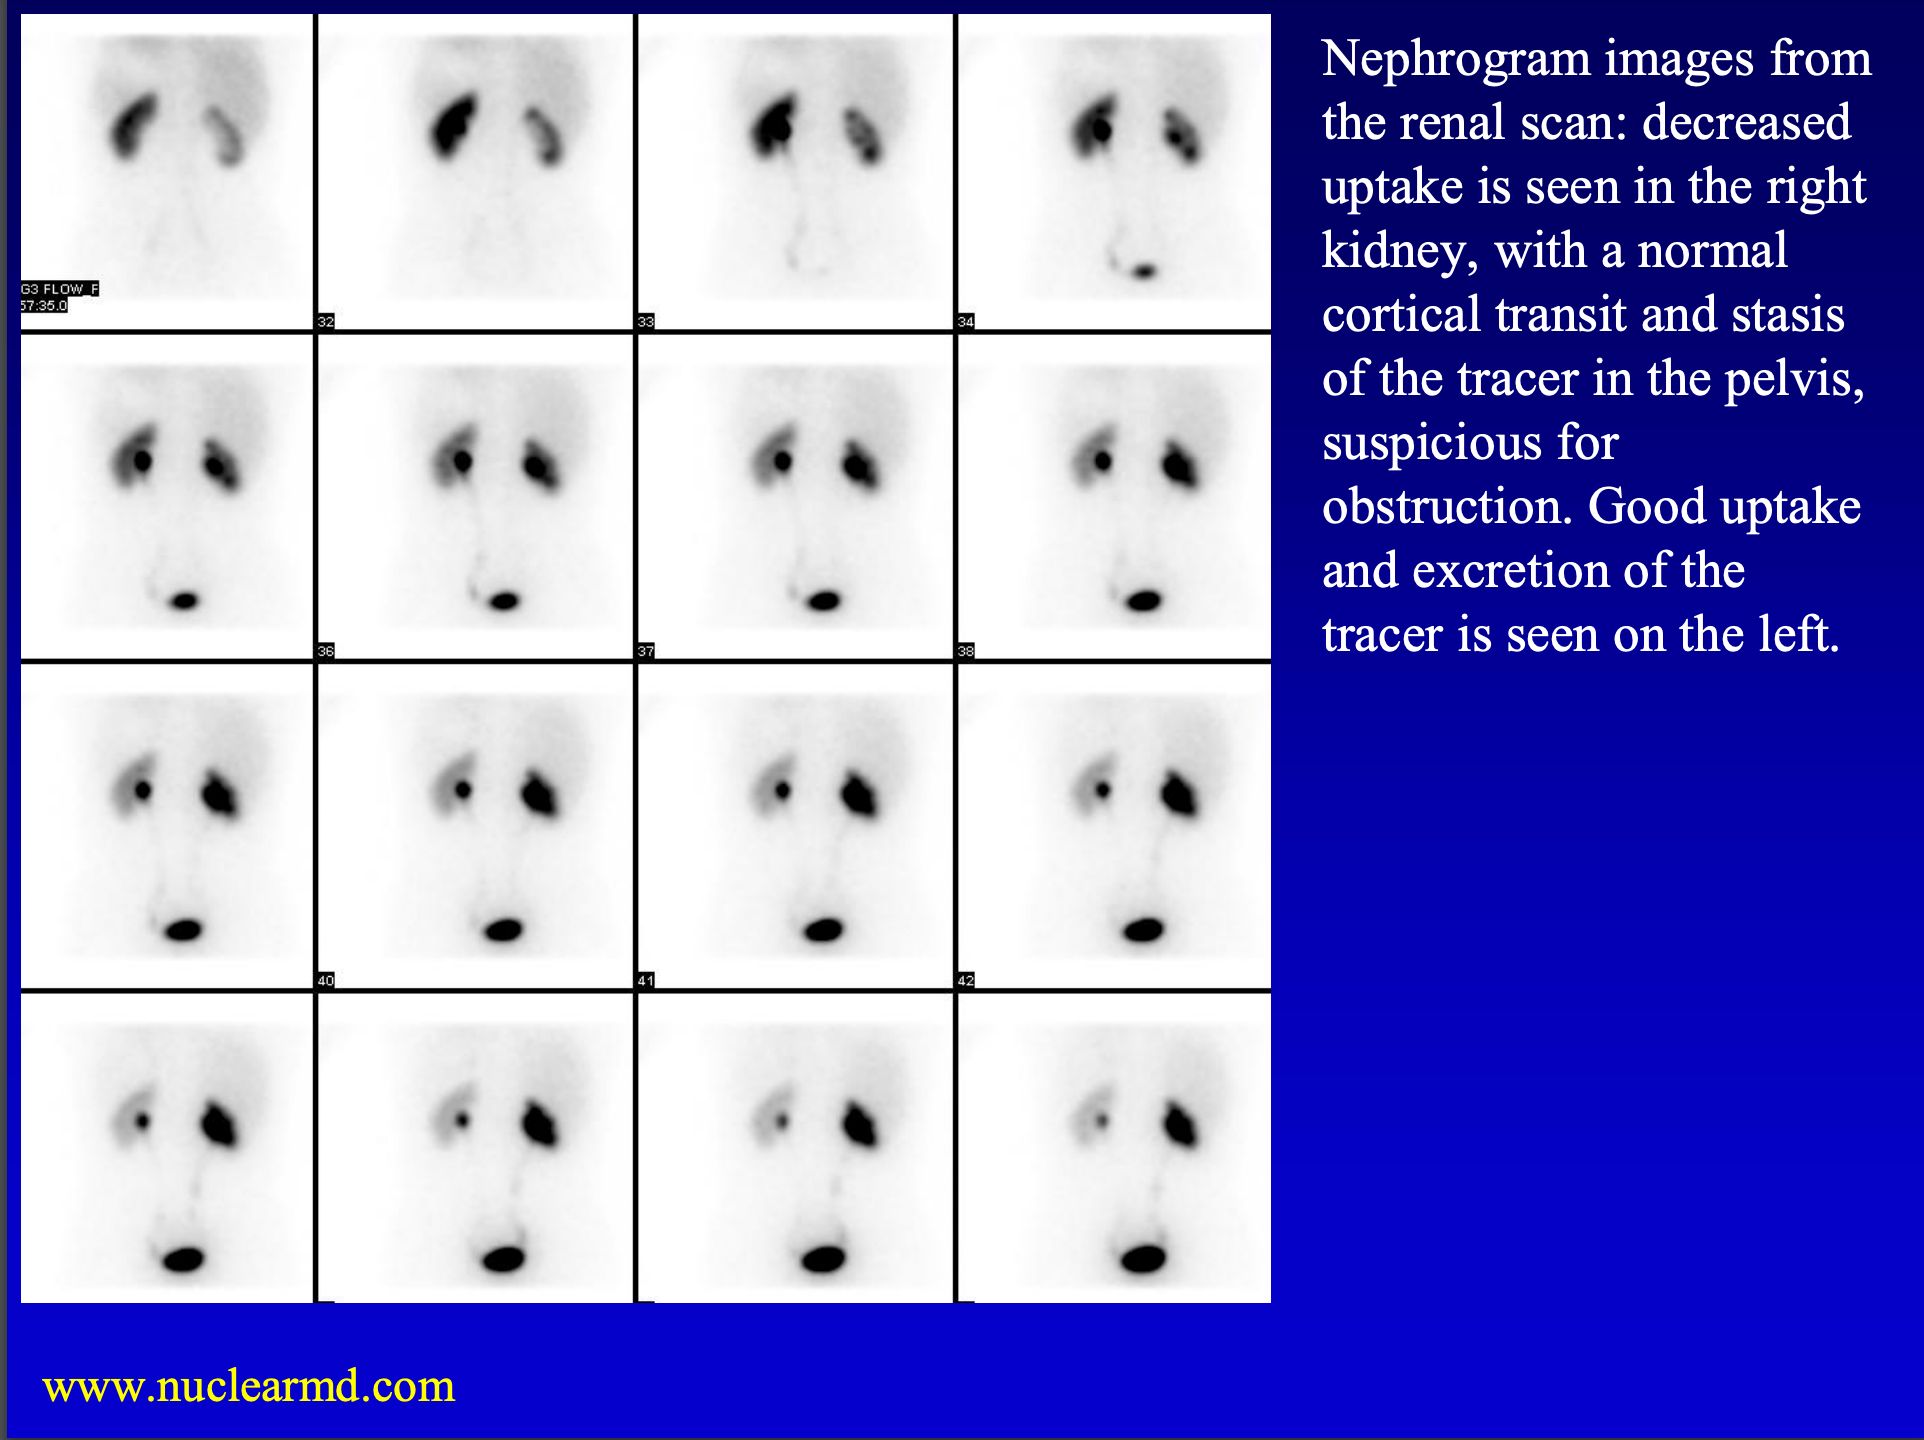 Nephrogram images from
the renal scan: decreased
uptake is seen in the right
kidney, with a normal
cortical transit and stasis
of the tracer in the pelvis,
suspicious for
obstruction. Good uptake
and excretion of the
tracer is seen on the left.
G3 FLOW_F
57:35.0
32
33
34
36
37
38
40
41
42
www.nuclearmd.com